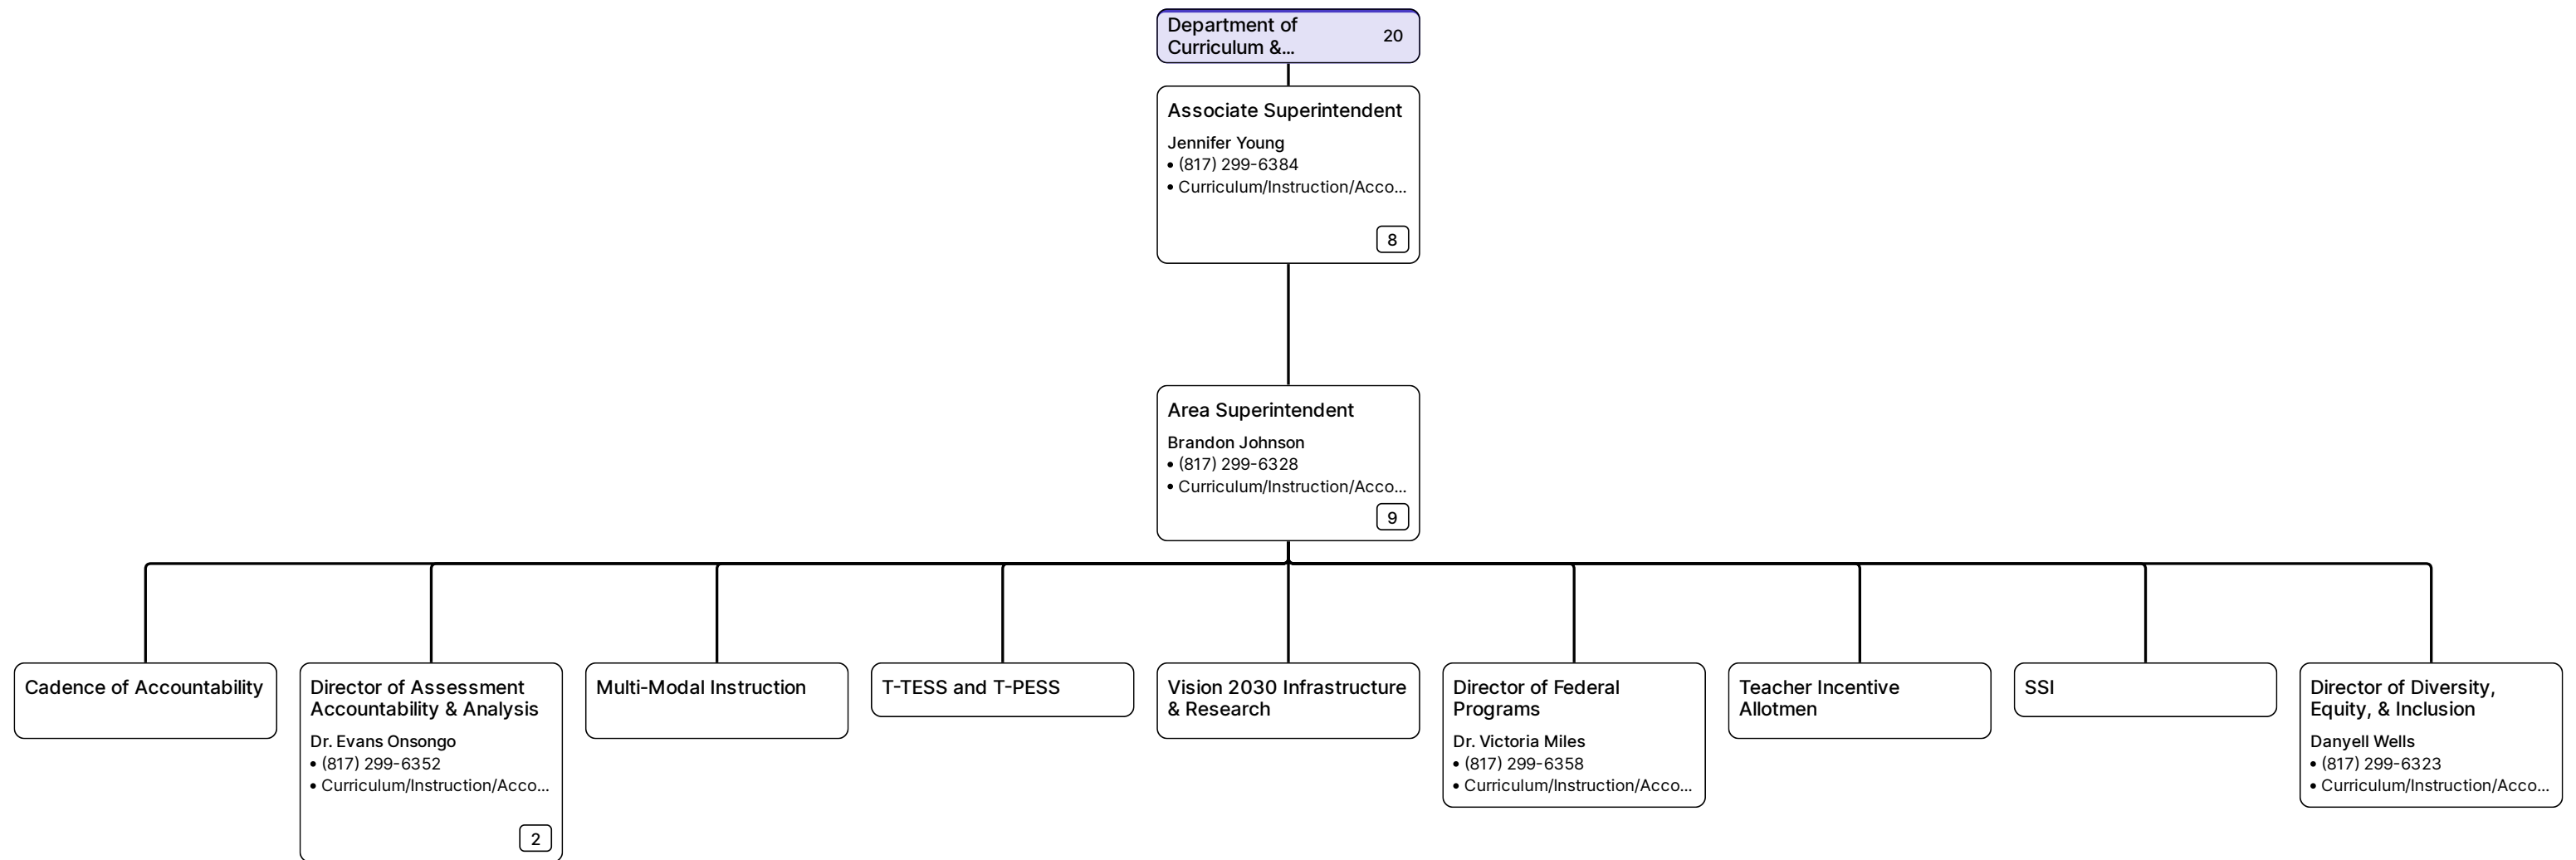 Department of
Curriculum &...
20
Associate Superintendent
Jennifer Young
• (817) 299-6384
• Curriculum/Instruction/Acco...
8
Area Superintendent
Brandon Johnson
• (817) 299-6328
• Curriculum/Instruction/Acco...
9
Cadence of Accountability
Director of Assessment
Accountability & Analysis
Dr. Evans Onsongo
• (817) 299-6352
• Curriculum/Instruction/Acco...
2
Multi-Modal Instruction
T-TESS and T-PESS
Vision 2030 Infrastructure
& Research
Director of Federal
Programs
Dr. Victoria Miles
• (817) 299-6358
• Curriculum/Instruction/Acco...
Teacher Incentive
Allotmen
SSI
Director of Diversity,
Equity, & Inclusion
Danyell Wells
• (817) 299-6323
• Curriculum/Instruction/Acco...